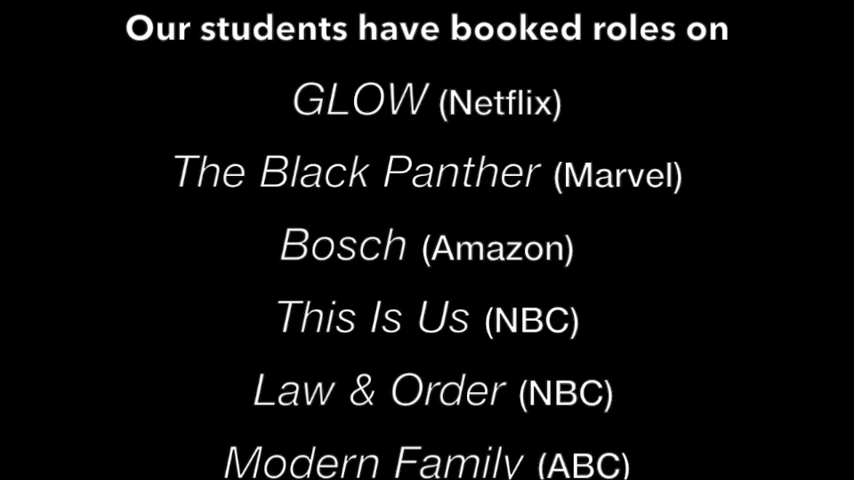 Our students have booked roles on
GLOW (Netflix)
The Black Panther (Marvel)
Bosch (Amazon)
This Is Us (NBC)
Law & Order (NBC)
Modern Family (ABC)